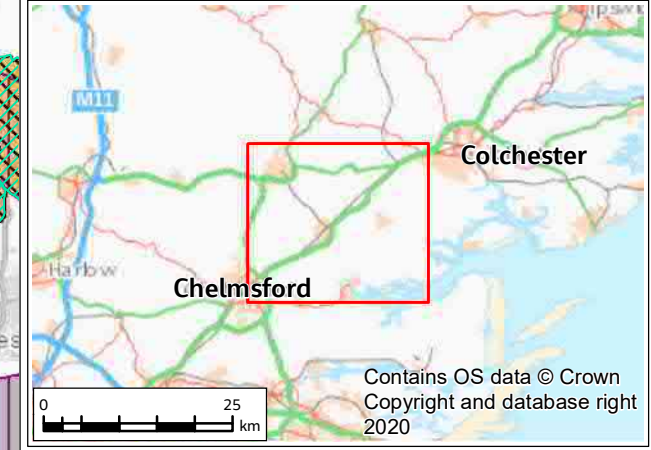 M11
Colchester
Harlow
Chelmsford
Contains OS data © Crown
Copyright and database right
2020
0 25
km